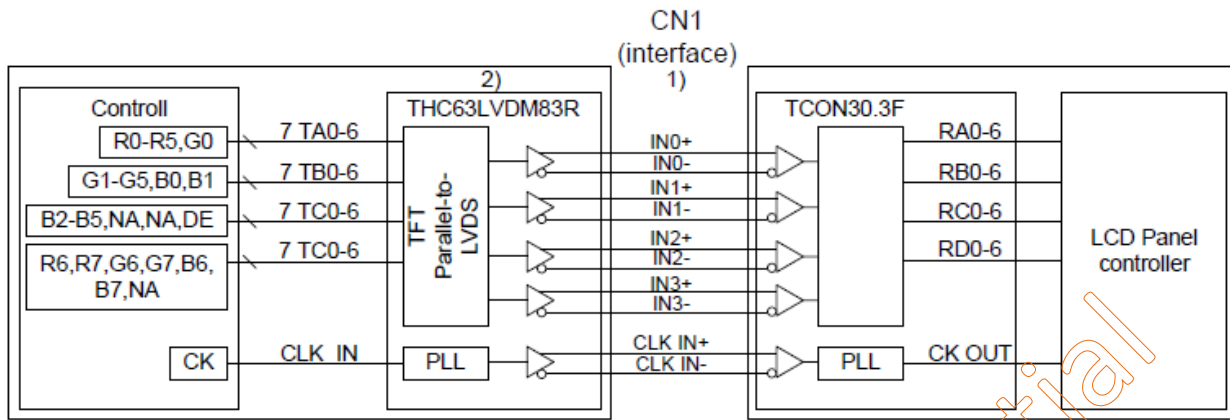 CN1
(interface)
1)
2)
Controll
R0-R5,G0
G1-G5,B0,B1
B2-B5,NA,NA,DE
R6,R7,G6,G7,B6,
B7,NA
CK
7 TA0-6
7 TB0-6
7 TC0-6
7 TC0-6
CLK IN
THC63LVDM83R
TFT
Parallel-to-
LVDS
PLL
IN0+
IN0-
IN1+
IN1-
IN2+
IN2-
IN3+
IN3-
CLK IN+
CLK IN-
TCON30.3F
PLL
RA0-6
RB0-6
RC0-6
RD0-6
CK OUT
LCD Panel
controller
tial